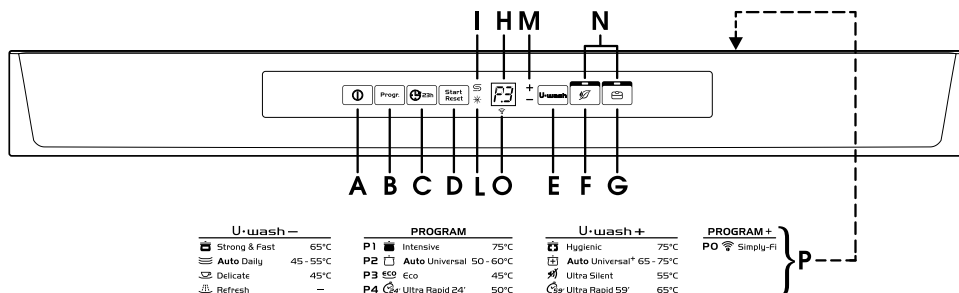 I H M N
Progr. 23h Start Reset P.3 + − U·wash
A B C D L O E F G
U·wash − PROGRAM U·wash + PROGRAM +
Strong & Fast 65°C P1 Intensive 75°C Hygienic 75°C P0 Simply-Fi
Auto Daily 45-55°C P2 Auto Universal 50-60°C Auto Universal+ 65-75°C
Delicate 45°C P3 ECO Eco 45°C Ultra Silent 55°C
Refresh – P4 24' Ultra Rapid 24' 50°C 59' Ultra Rapid 59' 65°C
P